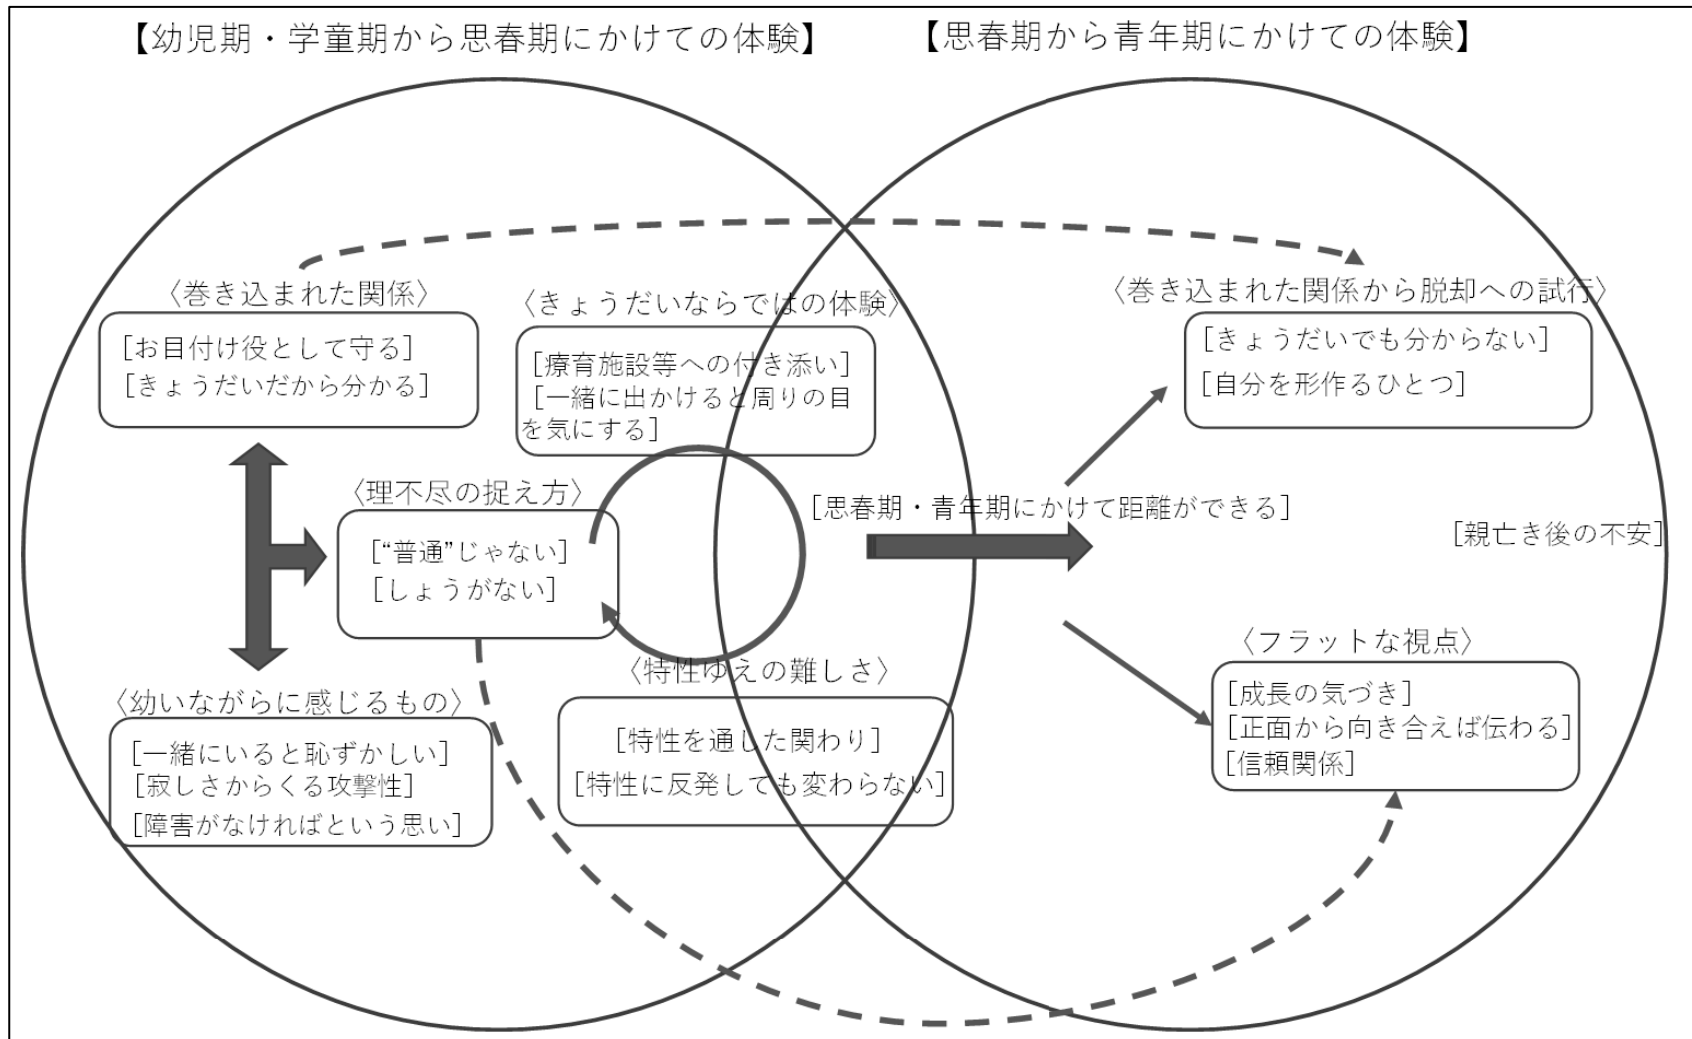 【幼児期・学童期から思春期にかけての体験】
【思春期から青年期にかけての体験】
〈巻き込まれた関係〉
[お目付け役として守る]
[きょうだいだから分かる]
〈きょうだいならではの体験〉
[療育施設等への付き添い]
[一緒に出かけると周りの目
を気にする]
〈巻き込まれた関係から脱却への試行〉
[きょうだいでも分からない]
[自分を形作るひとつ]
〈理不尽の捉え方〉
[“普通”じゃない]
[しょうがない]
[思春期・青年期にかけて距離ができる]
[親亡き後の不安]
〈幼いながらに感じるもの〉
[一緒にいると恥ずかしい]
[寂しさからくる攻撃性]
[障害がなければという思い]
〈特性ゆえの難しさ〉
[特性を通した関わり]
[特性に反発しても変わらない]
〈フラットな視点〉
[成長の気づき]
[正面から向き合えば伝わる]
[信頼関係]